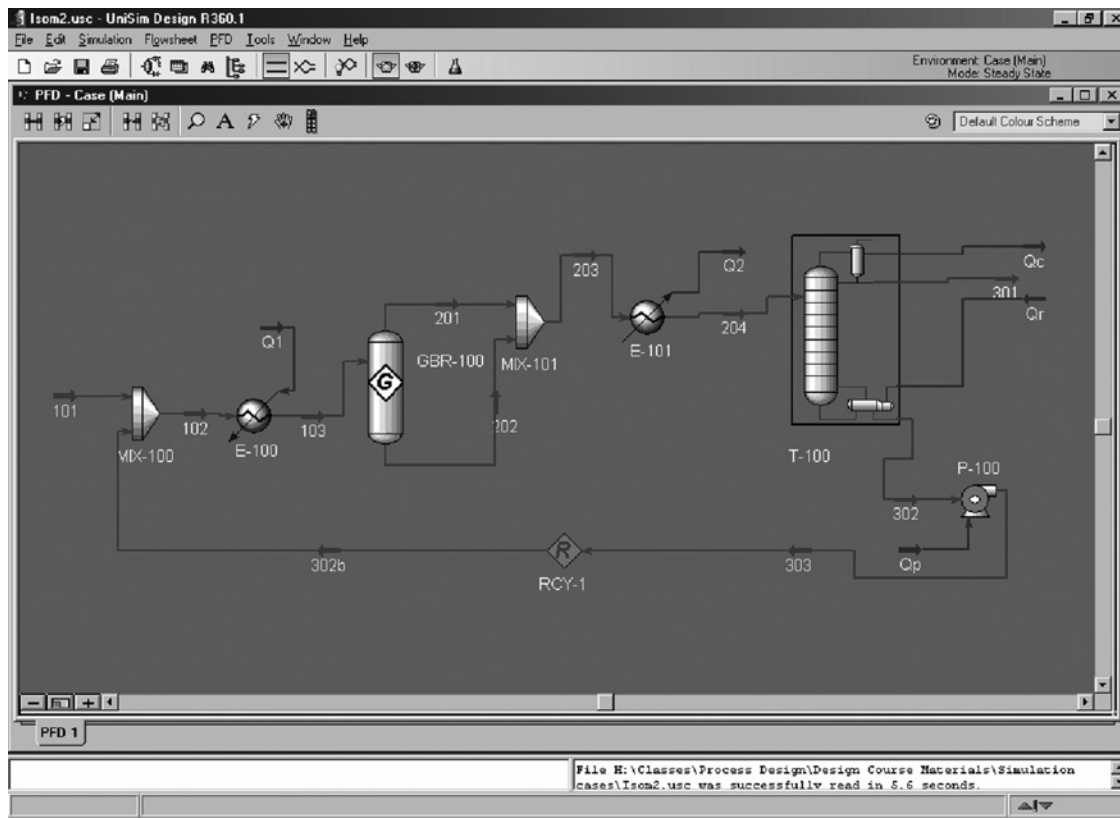 Isom2.usc - UniSim Design R360.1
File Edit Simulation Flowsheet PFD Tools Window Help
Environment: Case (Main)
Mode: Steady State
PFD - Case (Main)
A
Default Colour Scheme
203
Q2
Qc
301
Qr
201
GBR-100
MIX-101
E-101
204
Q1
G
101
102
103
202
MIX-100
E-100
T-100
P-100
302
302b
R
303
Qp
RCY-1
PFD 1
File H:\Classes\Process Design\Design Course Materials\Simulation
cases\Isom2.usc was successfully read in 5.6 seconds.